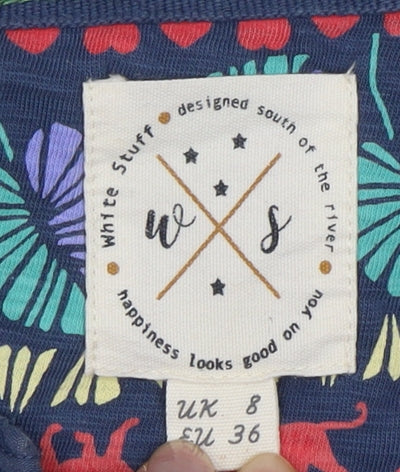 White Stuff
designed south of the river
w s
happiness looks good on you
UK 8
EU 36